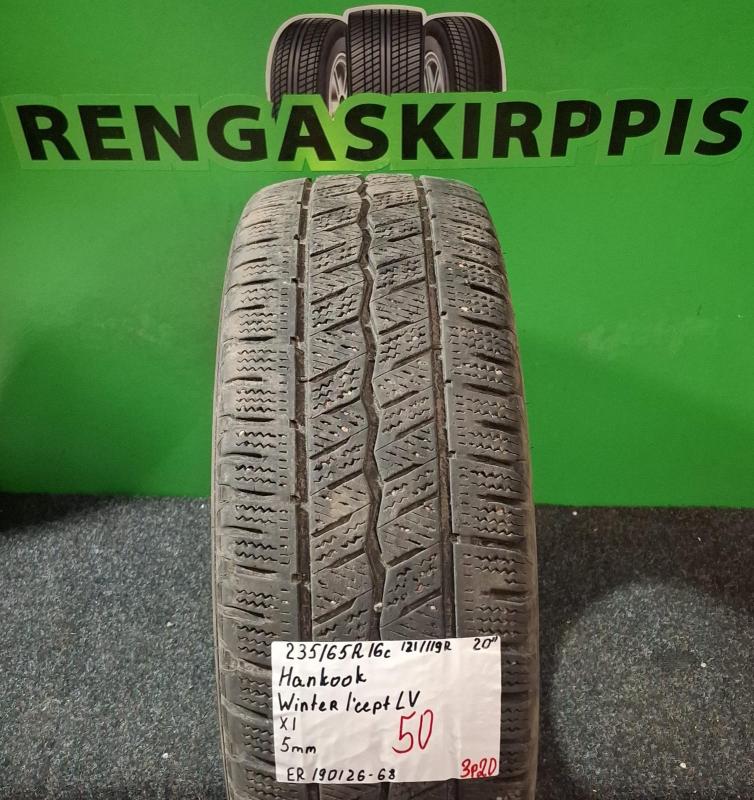 RENGASKIRPPIS
235/65R16c 121/119R 20"
Hankook
Winter I'cept LV
X1
5mm
50
ER 190126-68 3p20